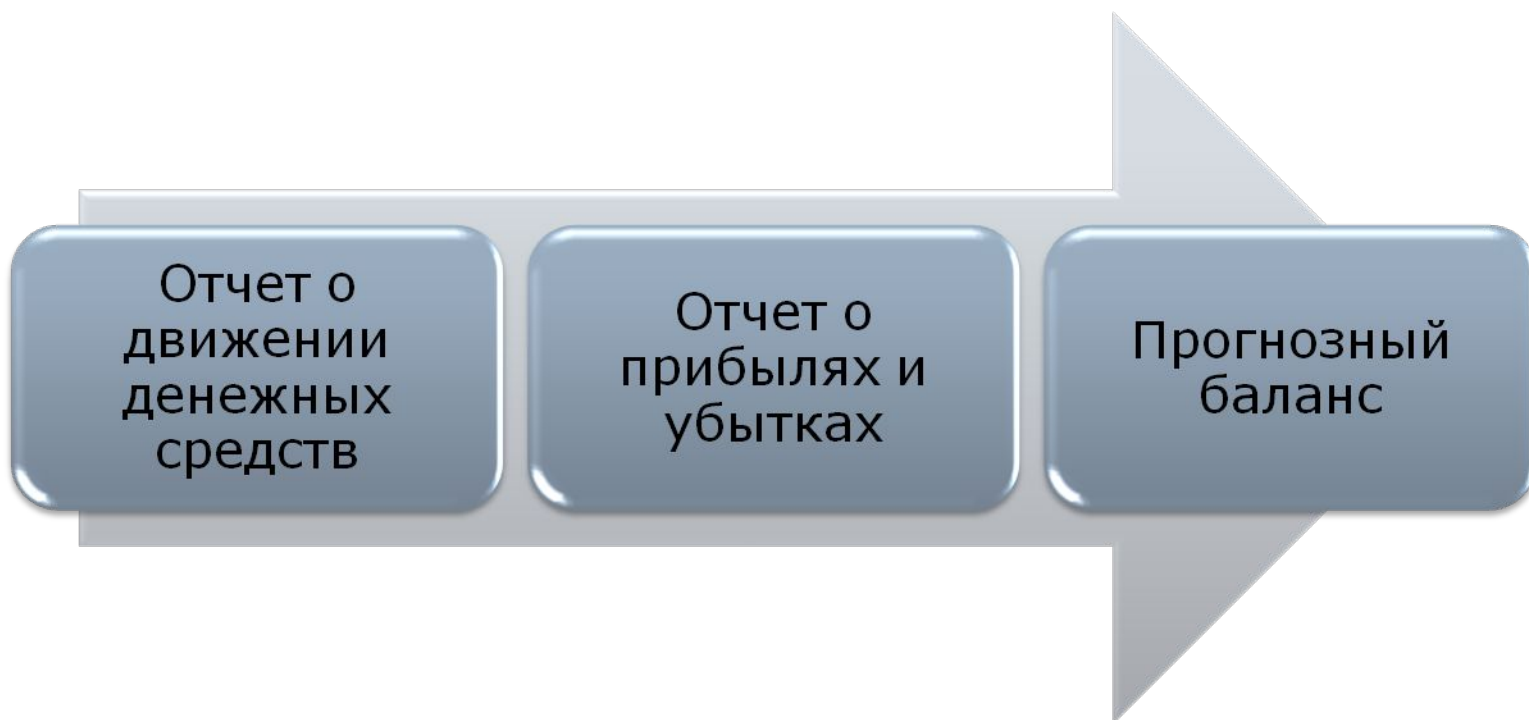 Отчет о
движении
денежных
средств
Отчет о
прибылях и
убытках
Прогнозный
баланс